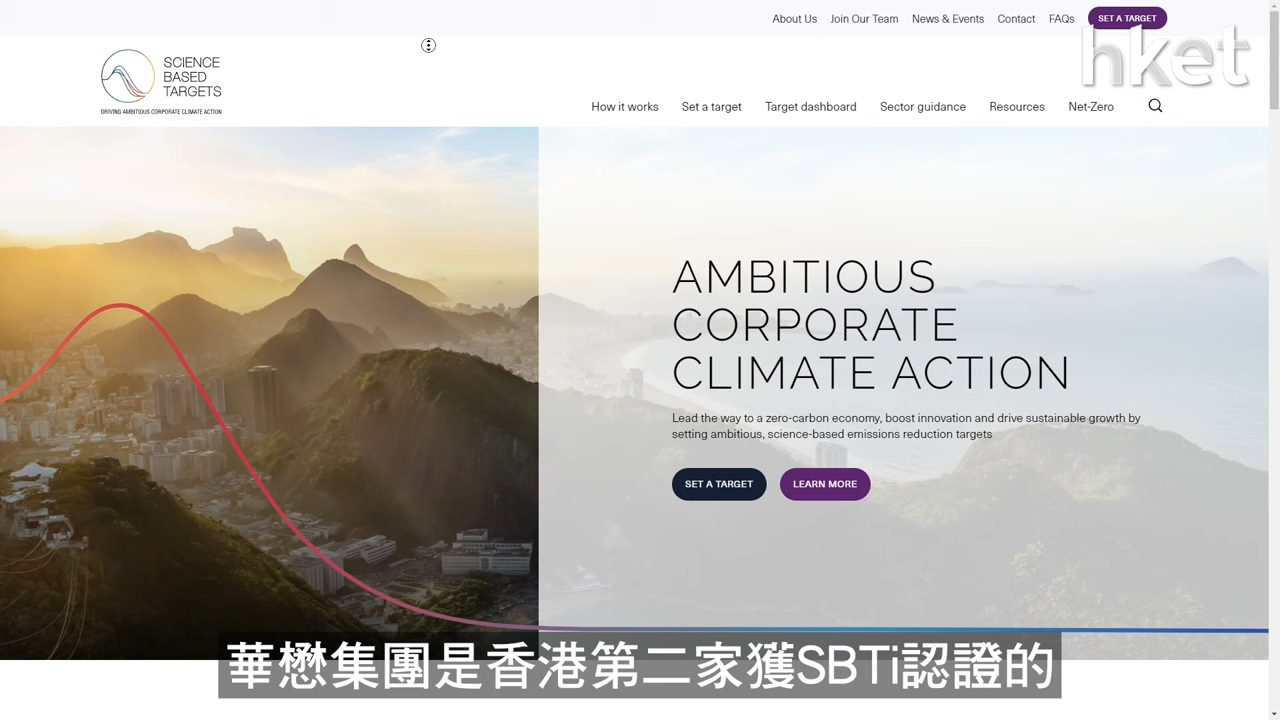 About Us Join Our Team News & Events Contact FAQs SET A TARGET
hket
SCIENCE
BASED
TARGETS
DRIVING AMBITIOUS CORPORATE CLIMATE ACTION
How it works Set a target Target dashboard Sector guidance Resources Net-Zero
AMBITIOUS
CORPORATE
CLIMATE ACTION
Lead the way to a zero-carbon economy, boost innovation and drive sustainable growth by
setting ambitious, science-based emissions reduction targets
SET A TARGET LEARN MORE
華懋集團是香港第二家獲SBTi認證的